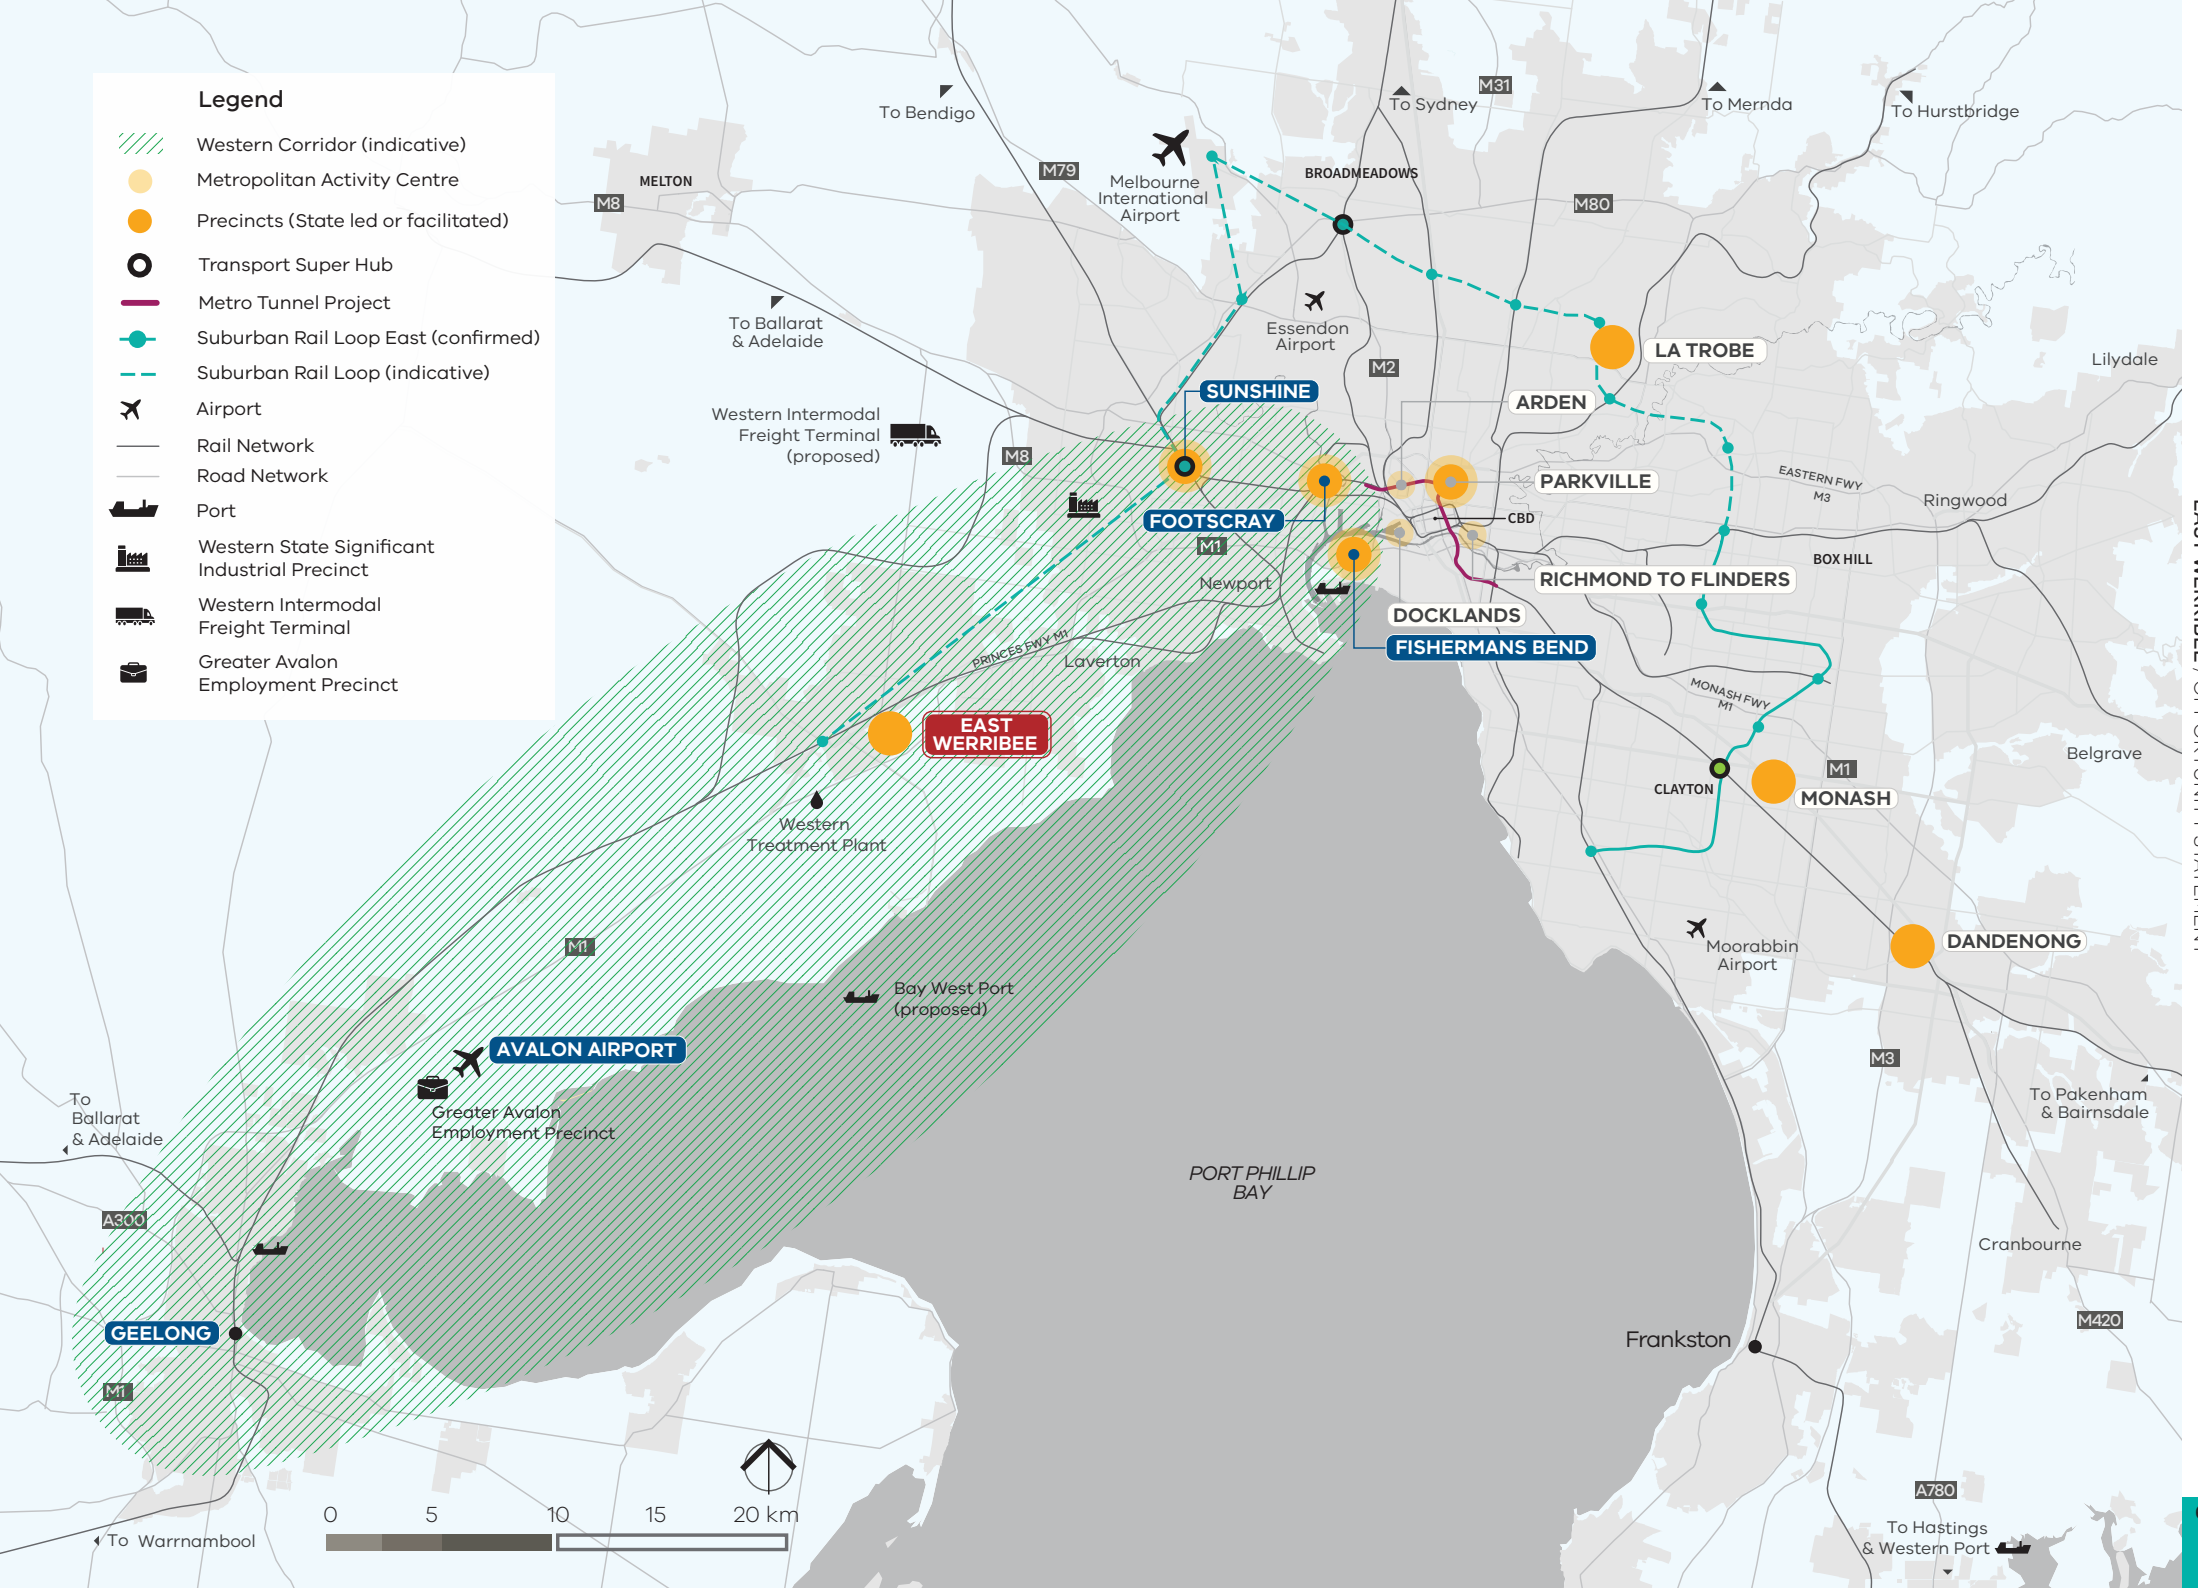 Legend
Western Corridor (indicative)
Metropolitan Activity Centre
Precincts (State led or facilitated)
Transport Super Hub
Metro Tunnel Project
Suburban Rail Loop East (confirmed)
Suburban Rail Loop (indicative)
Airport
Rail Network
Road Network
Port
Western State Significant
Industrial Precinct
Western Intermodal
Freight Terminal
Greater Avalon
Employment Precinct
To Bendigo
To Sydney
M31
To Mernda
To Hurstbridge
MELTON
M8
M79
Melbourne
International
Airport
BROADMEADOWS
M80
To Ballarat
& Adelaide
Essendon
Airport
M2
LA TROBE
Lilydale
SUNSHINE
ARDEN
Western Intermodal
Freight Terminal
(proposed)
M8
PARKVILLE
EASTERN FWY
M3
Ringwood
FOOTSCRAY
CBD
M1
BOX HILL
Newport
RICHMOND TO FLINDERS
DOCKLANDS
FISHERMANS BEND
PRINCES FWY M1
Laverton
MONASH FWY
M1
EAST
WERRIBEE
Belgrave
M1
CLAYTON
MONASH
Western
Treatment Plant
M1
DANDENONG
Moorabbin
Airport
Bay West Port
(proposed)
AVALON AIRPORT
M3
Greater Avalon
Employment Precinct
To
Ballarat
& Adelaide
To Pakenham
& Bairnsdale
PORT PHILLIP
BAY
A300
Cranbourne
GEELONG
Frankston
M420
M1
A780
0 5 10 15 20 km
To Warrnambool
To Hastings
& Western Port